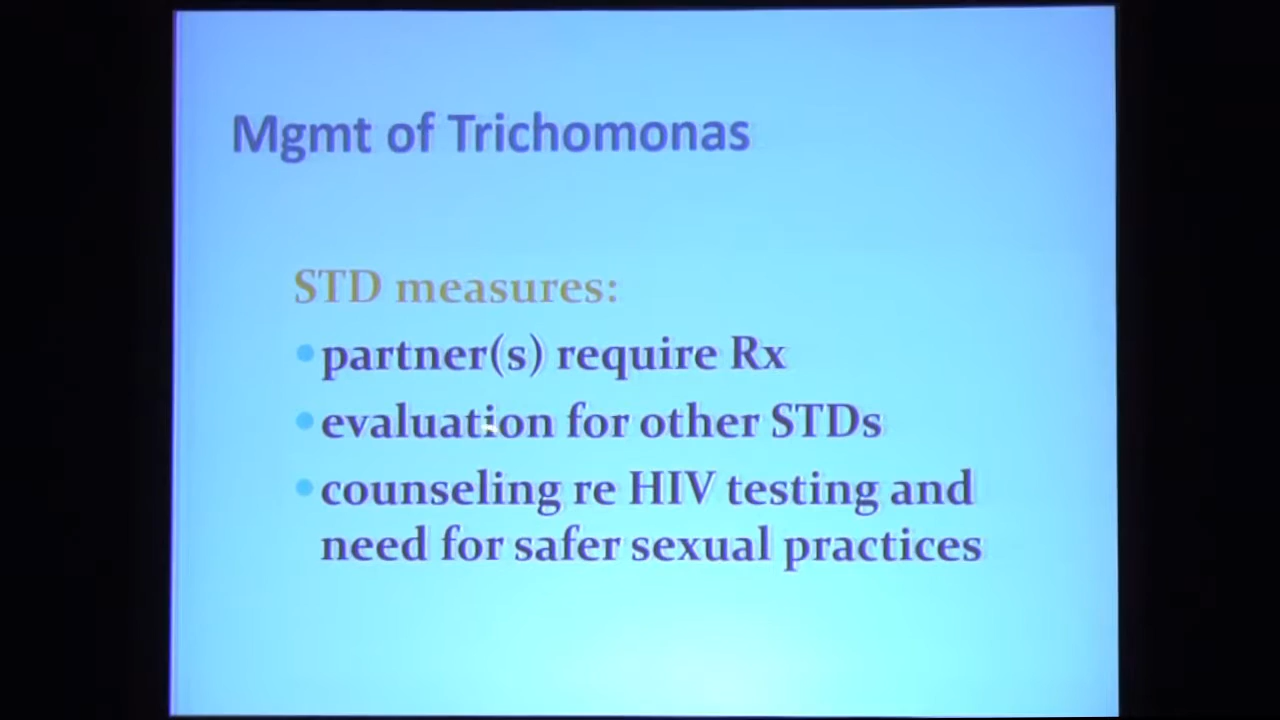 Mgmt of Trichomonas
STD measures:
partner(s) require Rx
evaluation for other STDs
counseling re HIV testing and
need for safer sexual practices